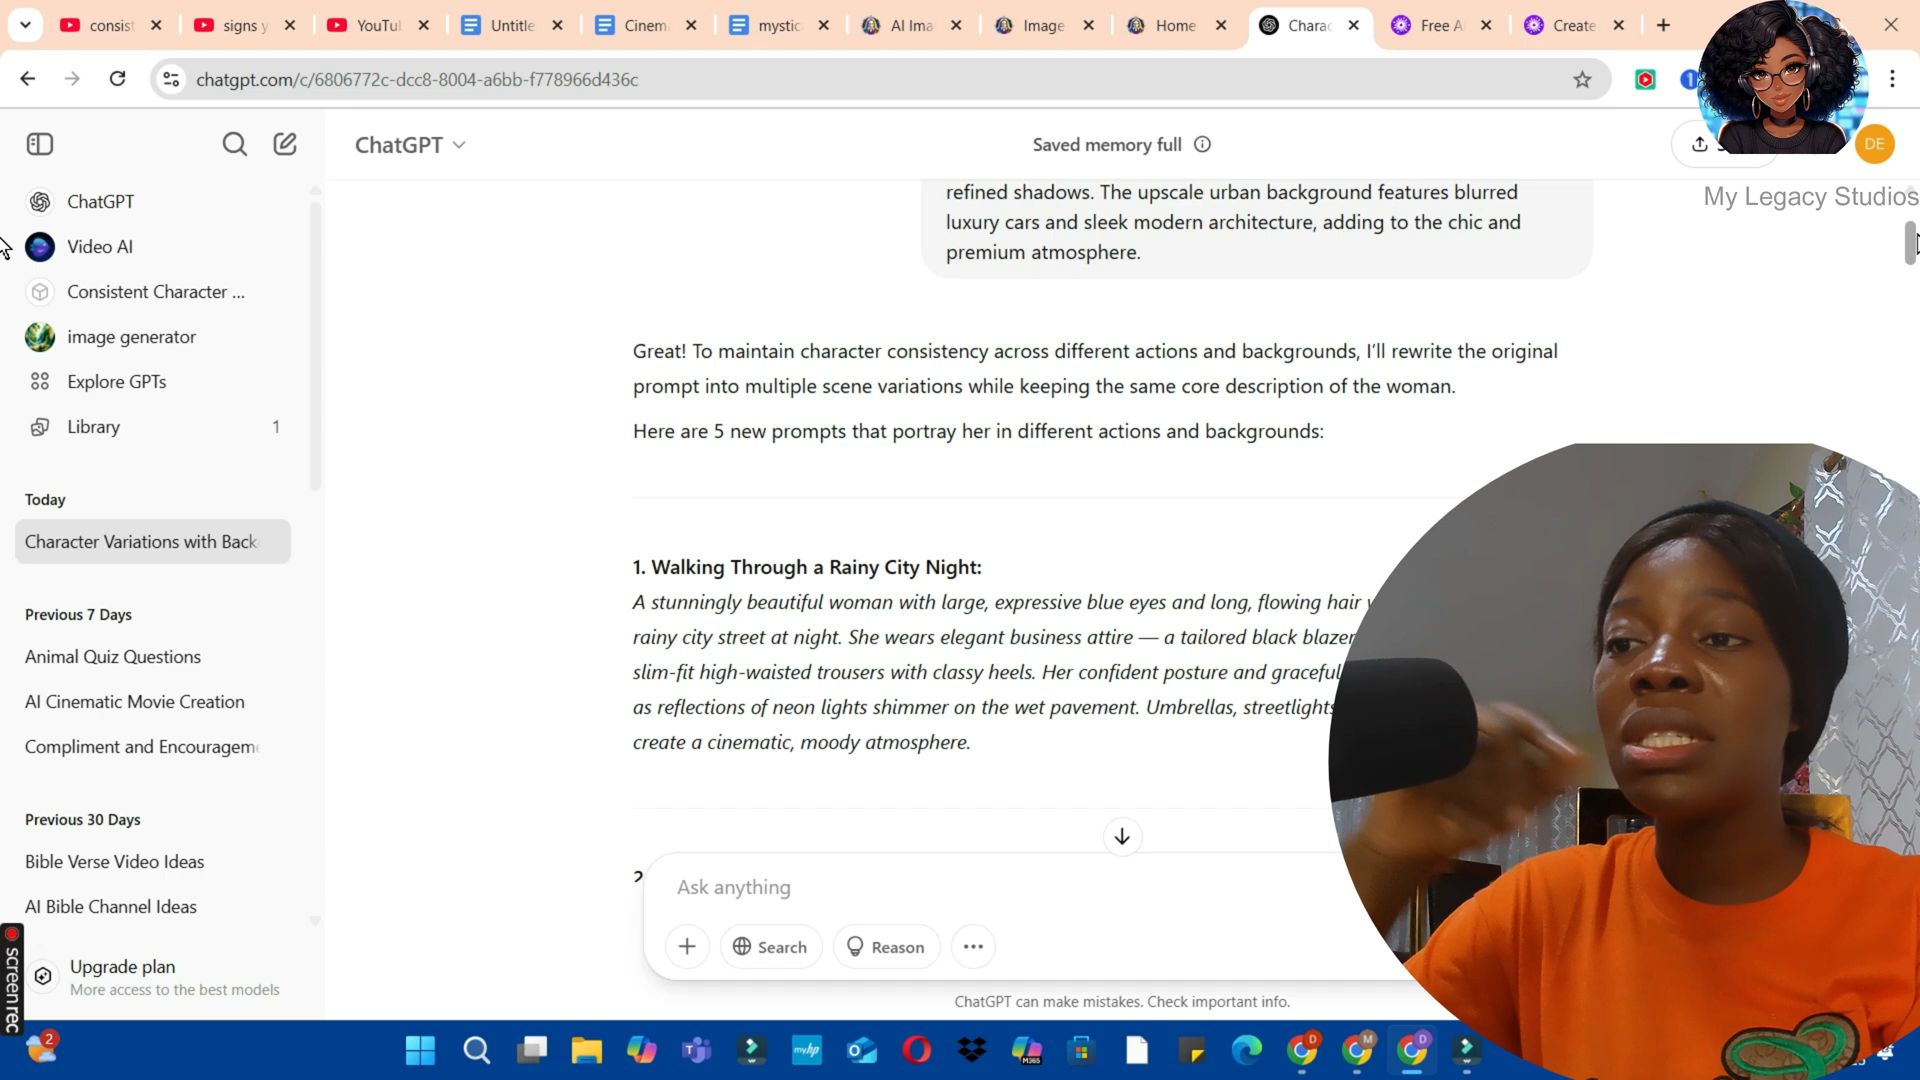 consist
signs y
YouTu
Untitle
Cinem
mystic
AI Ima
Image
Home
Charac
Free A
Create
chatgpt.com/c/6806772c-dcc8-8004-a6bb-f778966d436c
ChatGPT
Saved memory full
DE
My Legacy Studios
ChatGPT
Video AI
Consistent Character ...
image generator
Explore GPTs
Library 1
Today
Character Variations with Back
Previous 7 Days
Animal Quiz Questions
AI Cinematic Movie Creation
Compliment and Encouragem
Previous 30 Days
Bible Verse Video Ideas
AI Bible Channel Ideas
Upgrade plan
More access to the best models
screenrec
refined shadows. The upscale urban background features blurred
luxury cars and sleek modern architecture, adding to the chic and
premium atmosphere.
Great! To maintain character consistency across different actions and backgrounds, I'll rewrite the original
prompt into multiple scene variations while keeping the same core description of the woman.
Here are 5 new prompts that portray her in different actions and backgrounds:
1. Walking Through a Rainy City Night:
A stunningly beautiful woman with large, expressive blue eyes and long, flowing hair
rainy city street at night. She wears elegant business attire — a tailored black blazer
slim-fit high-waisted trousers with classy heels. Her confident posture and graceful
as reflections of neon lights shimmer on the wet pavement. Umbrellas, streetlights
create a cinematic, moody atmosphere.
2
Ask anything
Search
Reason
ChatGPT can make mistakes. Check important info.
2
myhp
M365
D
M
D